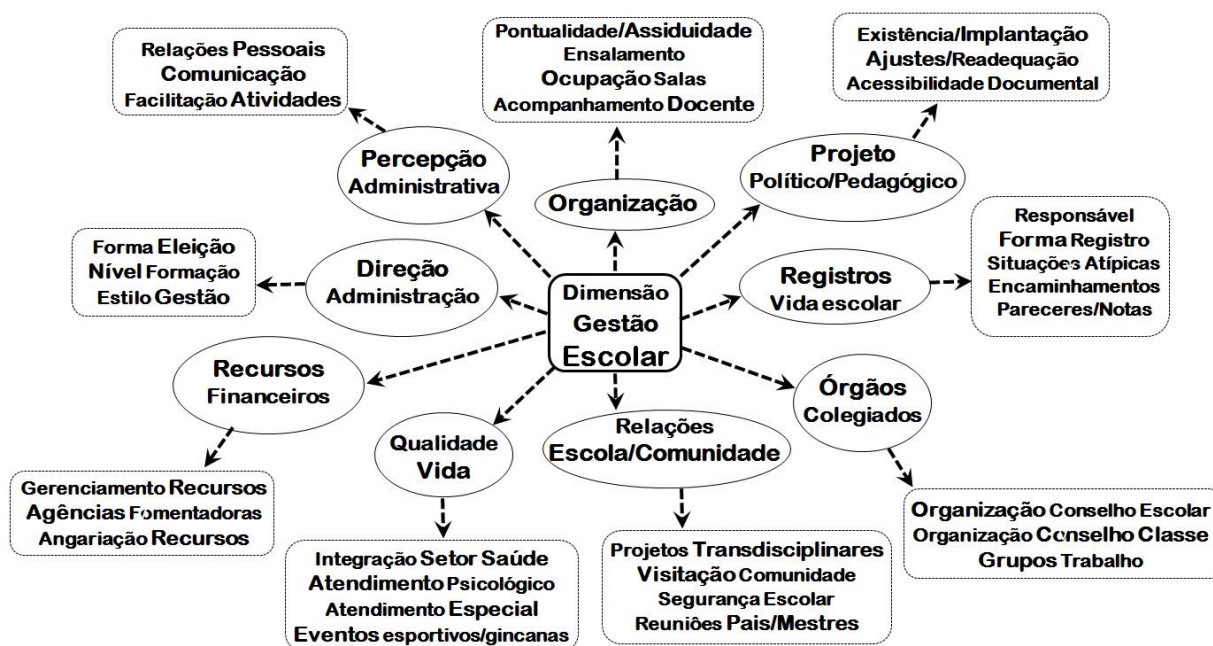 Relações Pessoais
Comunicação
Facilitação Atividades
Pontualidade/Assiduidade
Ensalamento
Ocupação Salas
Acompanhamento Docente
Existência/Implantação
Ajustes/Readequação
Acessibilidade Documental
Percepção
Administrativa
Organização
Projeto
Político/Pedagógico
Forma Eleição
Nível Formação
Estilo Gestão
Direção
Administração
Dimensão
Gestão
Escolar
Registros
Vida escolar
Responsável
Forma Registro
Situações Atípicas
Encaminhamentos
Pareceres/Notas
Recursos
Financeiros
Qualidade
Vida
Relações
Escola/Comunidade
Órgãos
Colegiados
Gerenciamento Recursos
Agências Fomentadoras
Angariação Recursos
Integração Setor Saúde
Atendimento Psicológico
Atendimento Especial
Eventos esportivos/gincanas
Projetos Transdisciplinares
Visitação Comunidade
Segurança Escolar
Reuniões Pais/Mestres
Organização Conselho Escolar
Organização Conselho Classe
Grupos Trabalho